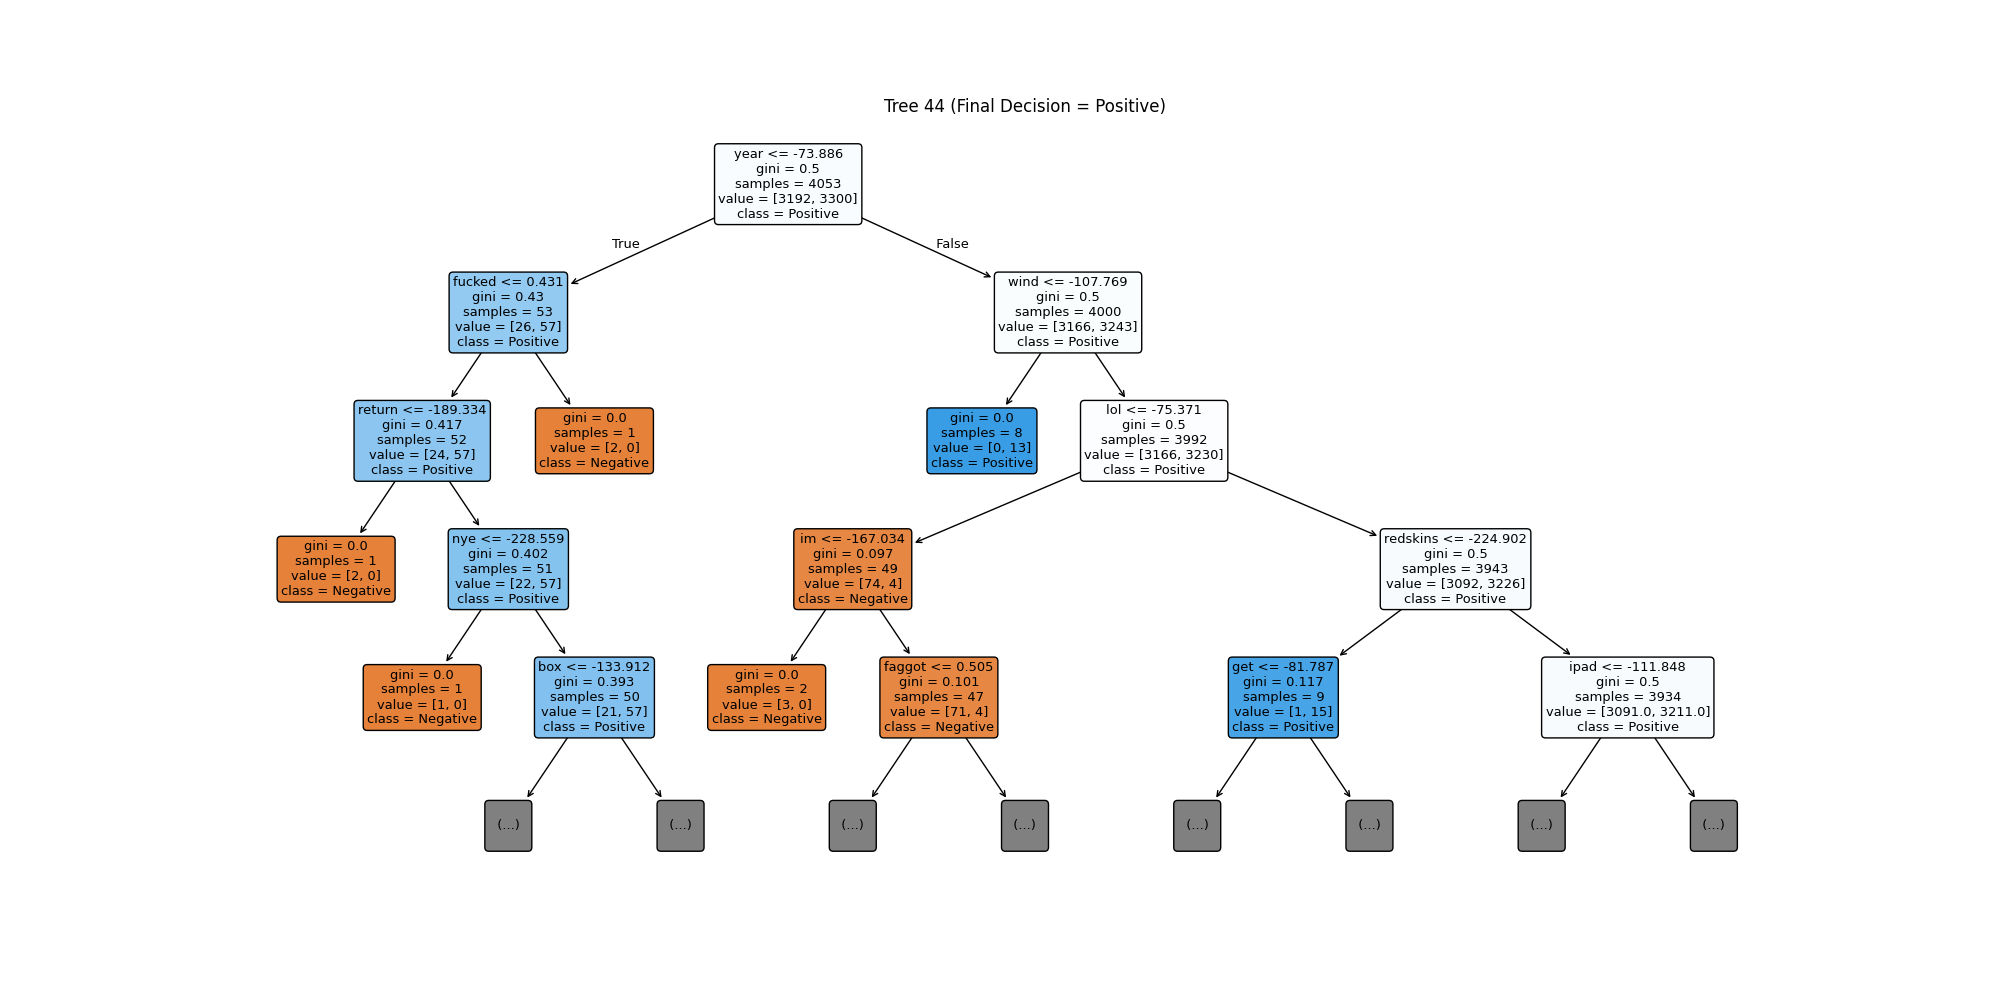 Tree 44 (Final Decision = Positive)
year <= -73.886
gini = 0.5
samples = 4053
value = [3192, 3300]
class = Positive
True
False
fucked <= 0.431
gini = 0.43
samples = 53
value = [26, 57]
class = Positive
wind <= -107.769
gini = 0.5
samples = 4000
value = [3166, 3243]
class = Positive
return <= -189.334
gini = 0.417
samples = 52
value = [24, 57]
class = Positive
gini = 0.0
samples = 1
value = [2, 0]
class = Negative
gini = 0.0
samples = 8
value = [0, 13]
class = Positive
lol <= -75.371
gini = 0.5
samples = 3992
value = [3166, 3230]
class = Positive
gini = 0.0
samples = 1
value = [2, 0]
class = Negative
nye <= -228.559
gini = 0.402
samples = 51
value = [22, 57]
class = Positive
im <= -167.034
gini = 0.097
samples = 49
value = [74, 4]
class = Negative
redskins <= -224.902
gini = 0.5
samples = 3943
value = [3092, 3226]
class = Positive
gini = 0.0
samples = 1
value = [1, 0]
class = Negative
box <= -133.912
gini = 0.393
samples = 50
value = [21, 57]
class = Positive
gini = 0.0
samples = 2
value = [3, 0]
class = Negative
faggot <= 0.505
gini = 0.101
samples = 47
value = [71, 4]
class = Negative
get <= -81.787
gini = 0.117
samples = 9
value = [1, 15]
class = Positive
ipad <= -111.848
gini = 0.5
samples = 3934
value = [3091.0, 3211.0]
class = Positive
(...)
(...)
(...)
(...)
(...)
(...)
(...)
(...)